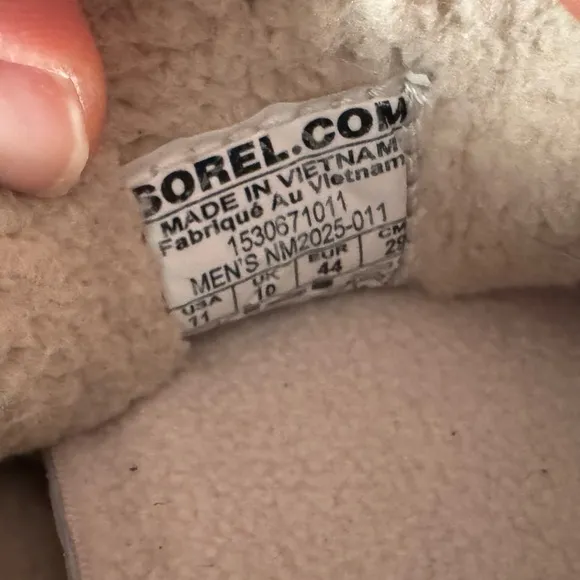 SOREL.COM
MADE IN VIETNAM
Fabriqué Au Vietnam
1530671011
MEN'S NM2025-011
USA UK EUR CM
11 10 44 29